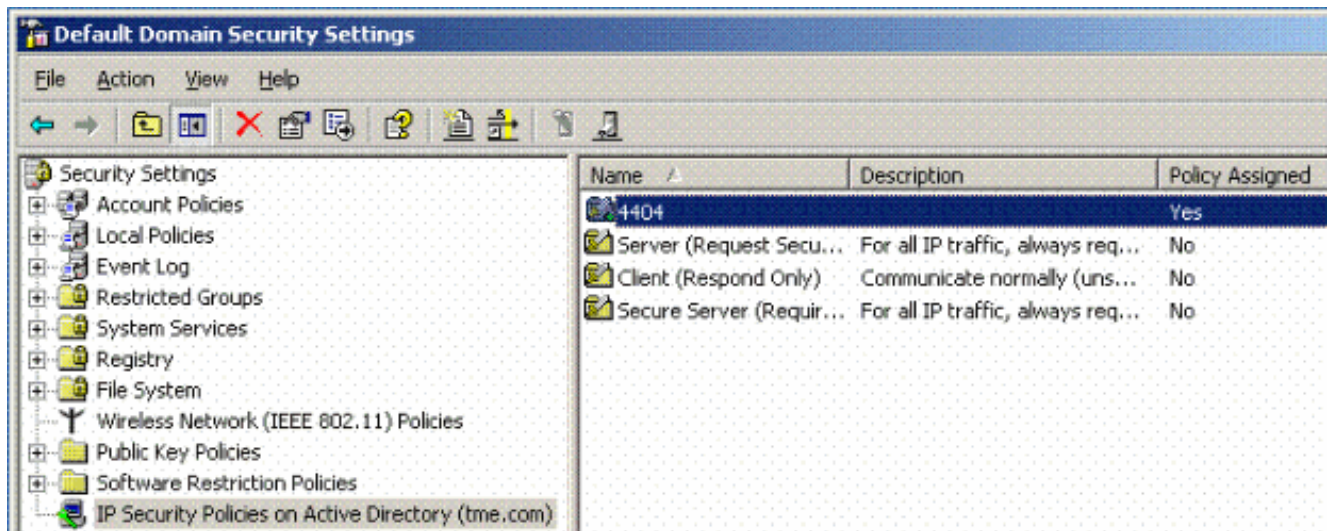 Default Domain Security Settings
File Action View Help
Security Settings
Account Policies
Local Policies
Event Log
Restricted Groups
System Services
Registry
File System
Wireless Network (IEEE 802.11) Policies
Public Key Policies
Software Restriction Policies
IP Security Policies on Active Directory (tme.com)
Name Description Policy Assigned
4404 Yes
Server (Request Secu... For all IP traffic, always req... No
Client (Respond Only) Communicate normally (uns... No
Secure Server (Requir... For all IP traffic, always req... No